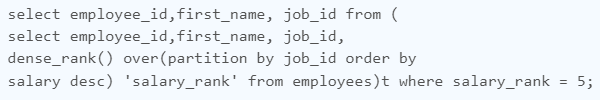 select employee_id,first_name, job_id from (
select employee_id,first_name, job_id,
dense_rank() over(partition by job_id order by
salary desc) 'salary_rank' from employees)t where salary_rank = 5;